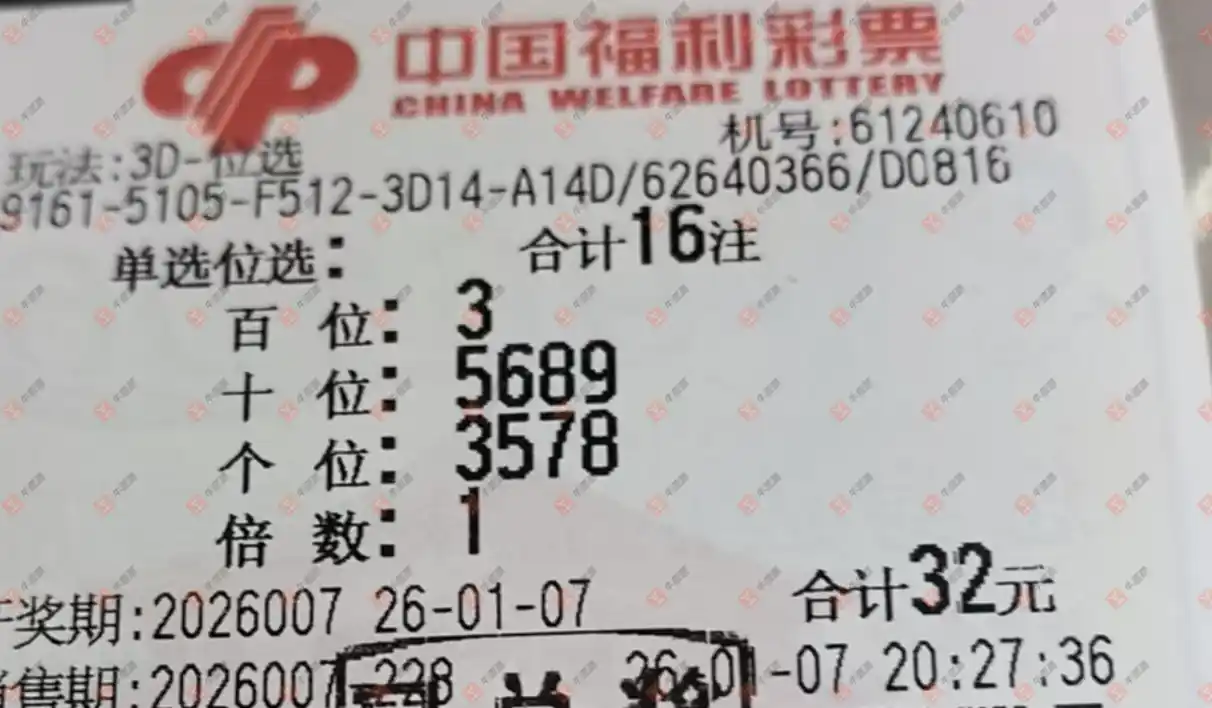 中国福利彩票
CHINA WELFARE LOTTERY
机号:61240610
玩法:3D-位选
9161-5105-F512-3D14-A14D/62640366/D0816
单选位选: 合计16注
百 位: 3
十 位: 5689
个 位: 3578
倍 数: 1
合计32元
奖期:2026007 26-01-07
售期:2026007-228 26-01-07 20:27:36